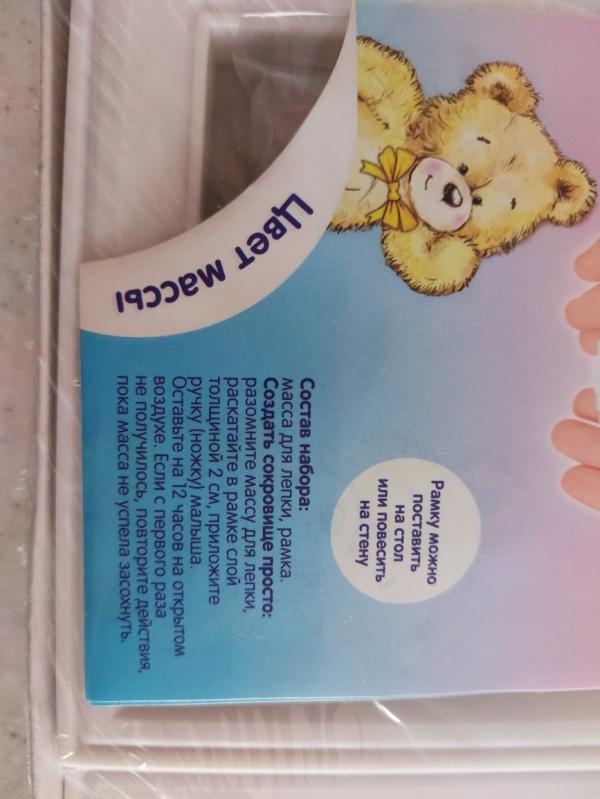 Цвет массы
Рамку можно
поставить
на стол
или повесить
на стену
Состав набора:
масса для лепки, рамка.
Создать сокровище просто:
разомните массу для лепки,
раскатайте в рамке слой
толщиной 2 см, приложите
ручку (ножку) малыша.
Оставьте на 12 часов на открытом
воздухе. Если с первого раза
не получилось, повторите действия,
пока масса не успела засохнуть.